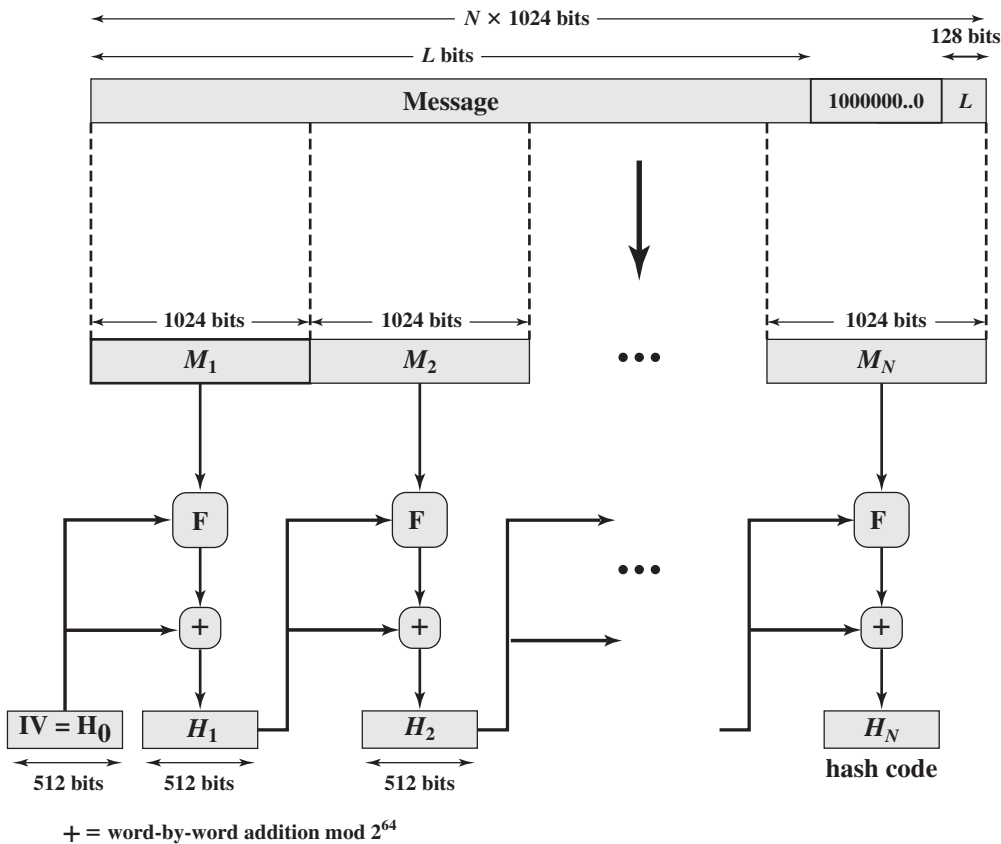 N × 1024 bits
128 bits
L bits
Message 1000000..0 L
1024 bits 1024 bits 1024 bits
M1 M2 ••• MN
F F F
•••
+ + +
IV = H0 H1 H2 HN
512 bits 512 bits 512 bits hash code
+ = word-by-word addition mod 2^64